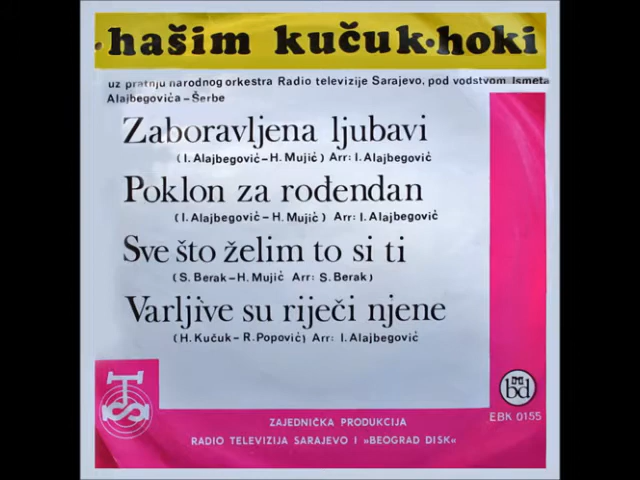 hašim kučuk·hoki
uz pratnju narodnog orkestra Radio televizije Sarajevo, pod vodstvom Ismeta
Alajbegovića – Šerbe
Zaboravljena ljubavi
(I. Alajbegović – H. Mujić) Arr: I. Alajbegović
Poklon za rođendan
(I. Alajbegović – H. Mujić) Arr: I. Alajbegović
Sve što želim to si ti
(S. Berak – H. Mujić Arr: S. Berak)
Varljive su riječi njene
(H. Kučuk – R. Popović) Arr: I. Alajbegović
TS
bd
EBK 0155
ZAJEDNIČKA PRODUKCIJA
RADIO TELEVIZIJA SARAJEVO I »BEOGRAD DISK«